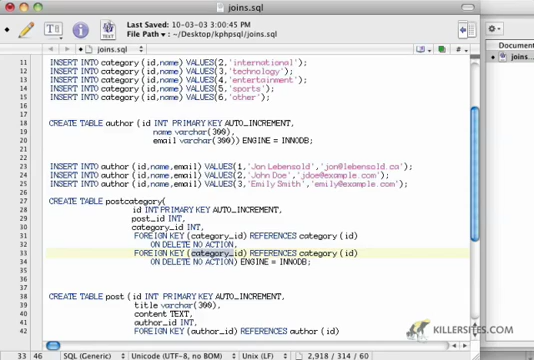 joins.sql
Last Saved: 10-03-03 3:00:45 PM
File Path ▾: ~/Desktop/kphpsql/joins.sql
joins.sql
11 INSERT INTO category (id,name) VALUES(2,'international');
12 INSERT INTO category (id,name) VALUES(3,'technology');
13 INSERT INTO category (id,name) VALUES(4,'entertainment');
14 INSERT INTO category (id,name) VALUES(5,'sports');
15 INSERT INTO category (id,name) VALUES(6,'other');
16
17
18 CREATE TABLE author (id INT PRIMARY KEY AUTO_INCREMENT,
19 name varchar(300),
20 email varchar(300)) ENGINE = INNODB;
21
22
23 INSERT INTO author (id,name,email) VALUES(1,'Jon Lebensold','jon@lebensold.ca');
24 INSERT INTO author (id,name,email) VALUES(2,'John Doe','jdoe@example.com');
25 INSERT INTO author (id,name,email) VALUES(3,'Emily Smith','emily@example.com');
26
27 CREATE TABLE postcategory(
28 id INT PRIMARY KEY AUTO_INCREMENT,
29 post_id INT,
30 category_id INT,
31 FOREIGN KEY (category_id) REFERENCES category (id)
32 ON DELETE NO ACTION,
33 FOREIGN KEY (category_id) REFERENCES category (id)
34 ON DELETE NO ACTION) ENGINE = INNODB;
35
36
37
38 CREATE TABLE post (id INT PRIMARY KEY AUTO_INCREMENT,
39 title varchar(300),
40 content TEXT,
41 author_id INT,
42 FOREIGN KEY (author_id) REFERENCES author (id)
33 46 SQL (Generic) Unicode (UTF-8) Unix (LF) 2,918 / 314 / 60
Document
joins
KILLERSITES.COM